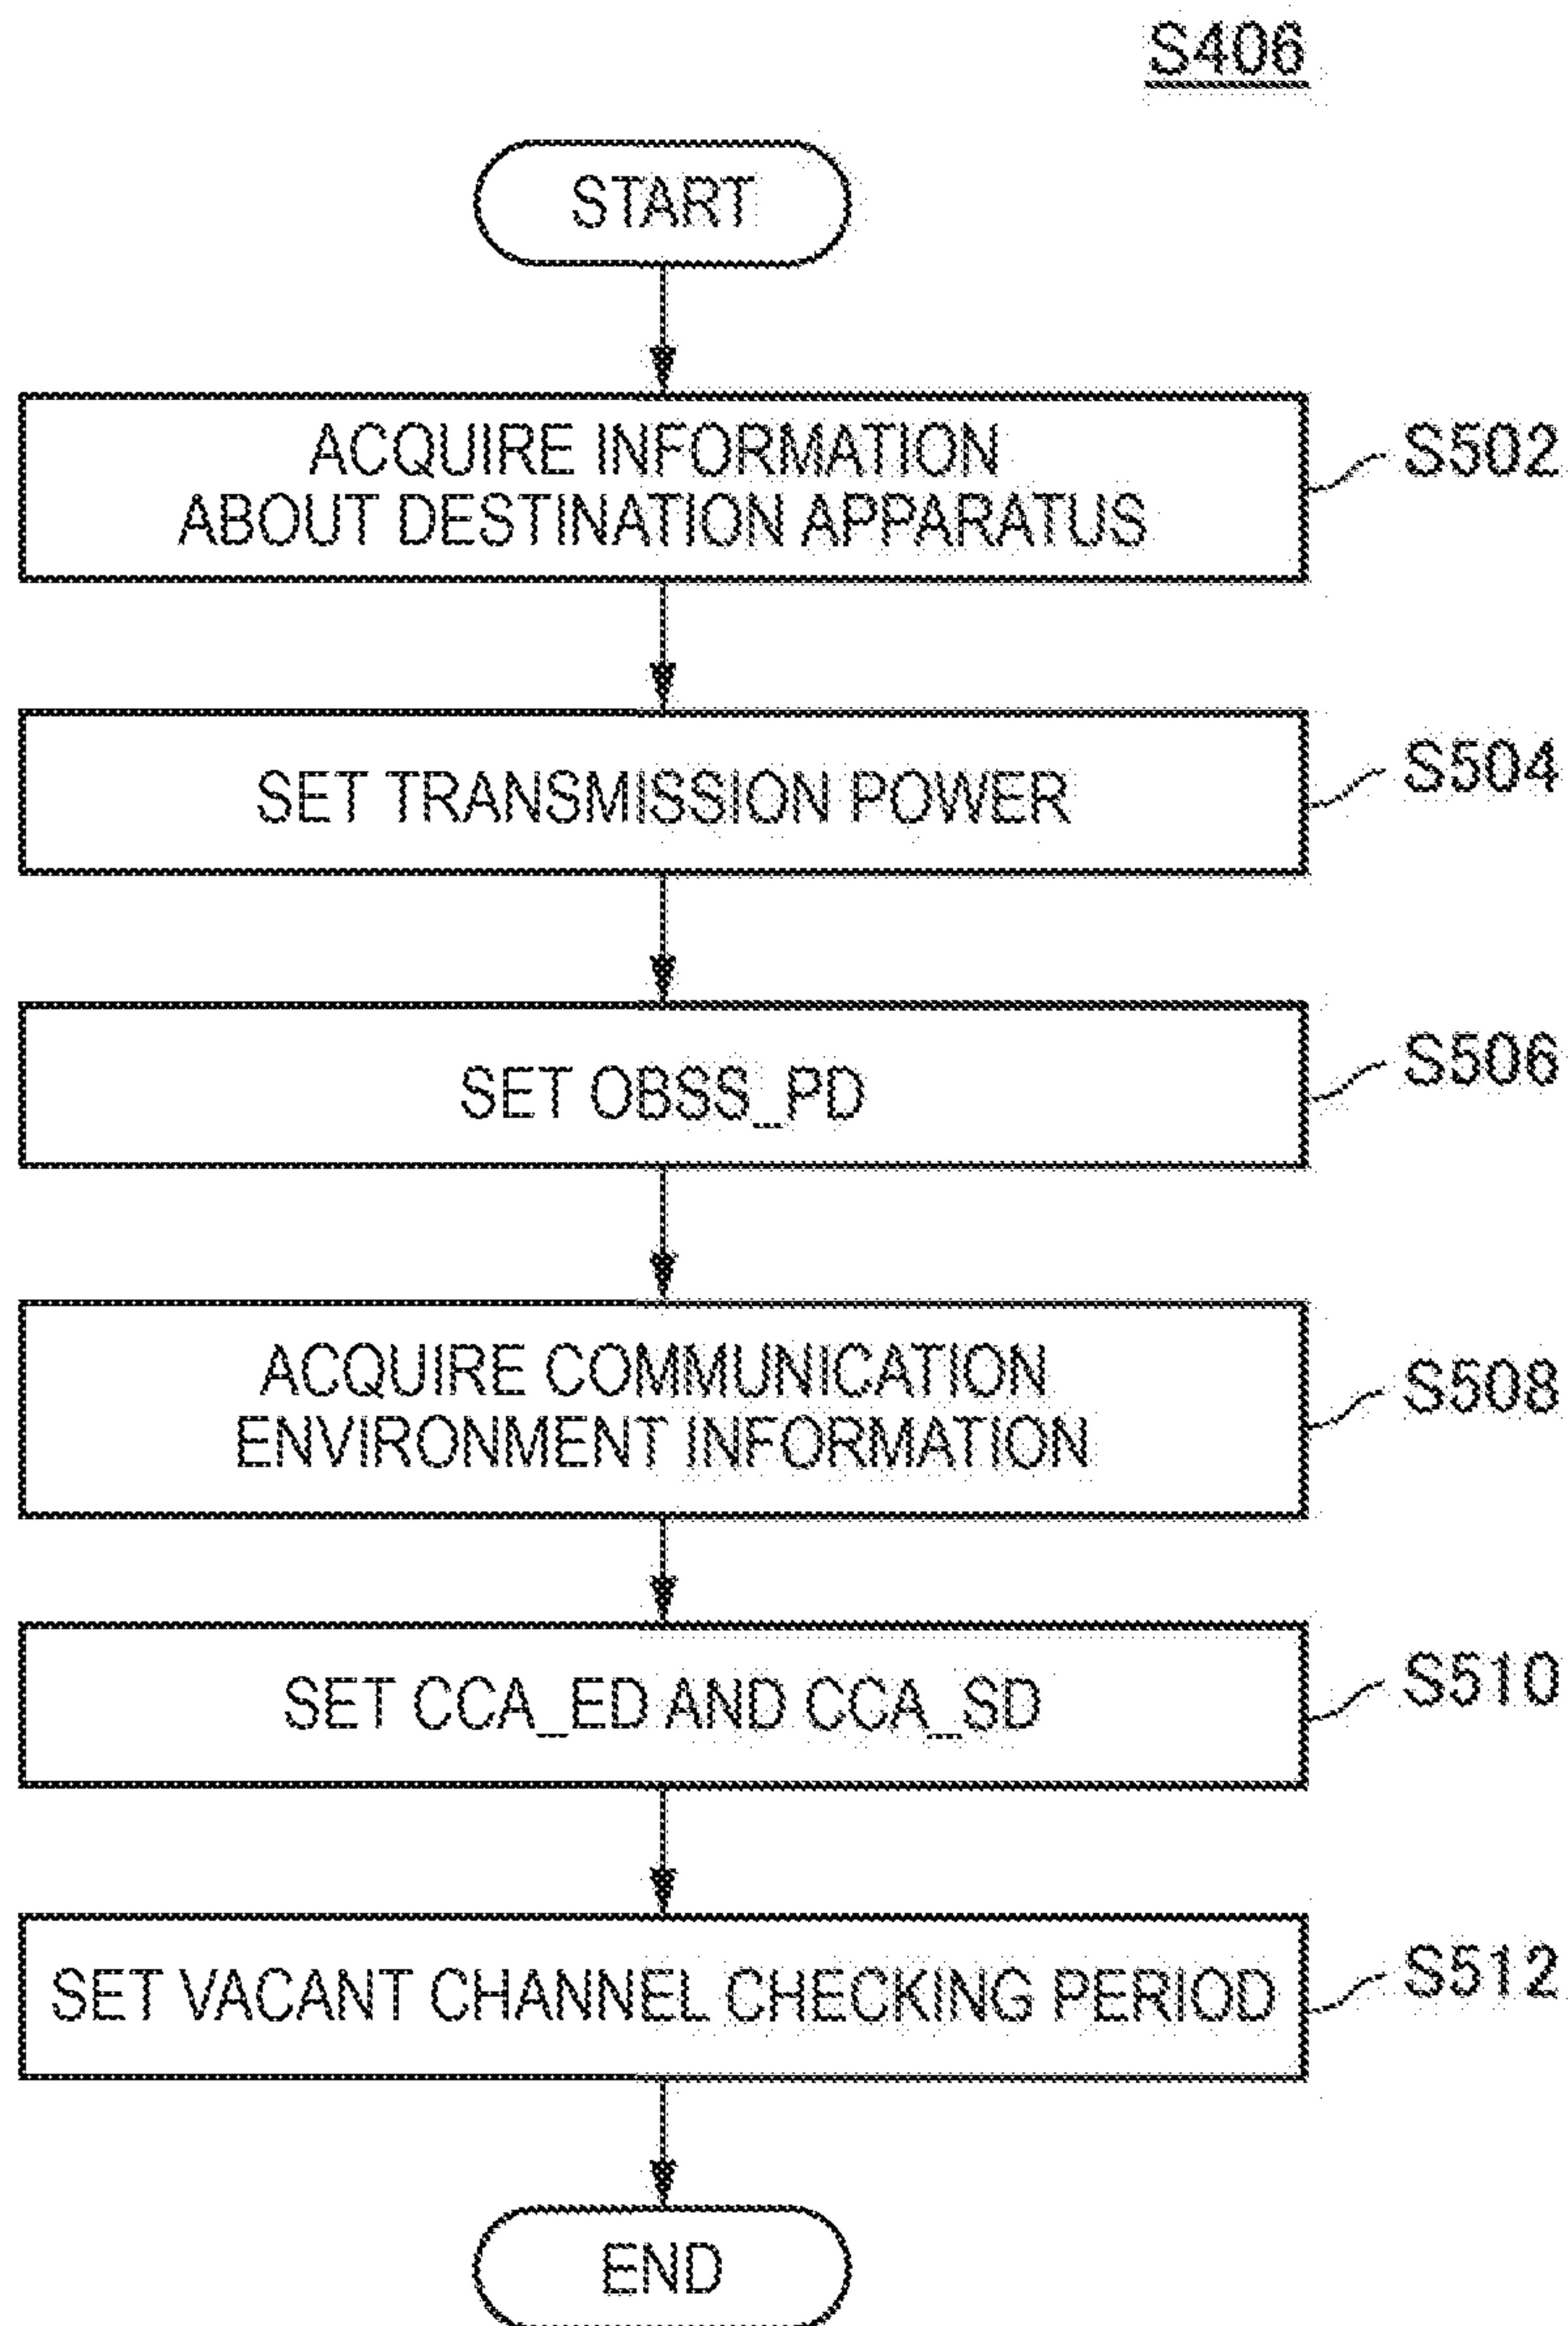 S406
START
ACQUIRE INFORMATION
ABOUT DESTINATION APPARATUS
S502
SET TRANSMISSION POWER
S504
SET OBSS_PD
S506
ACQUIRE COMMUNICATION
ENVIRONMENT INFORMATION
S508
SET CCA_ED AND CCA_SD
S510
SET VACANT CHANNEL CHECKING PERIOD
S512
END